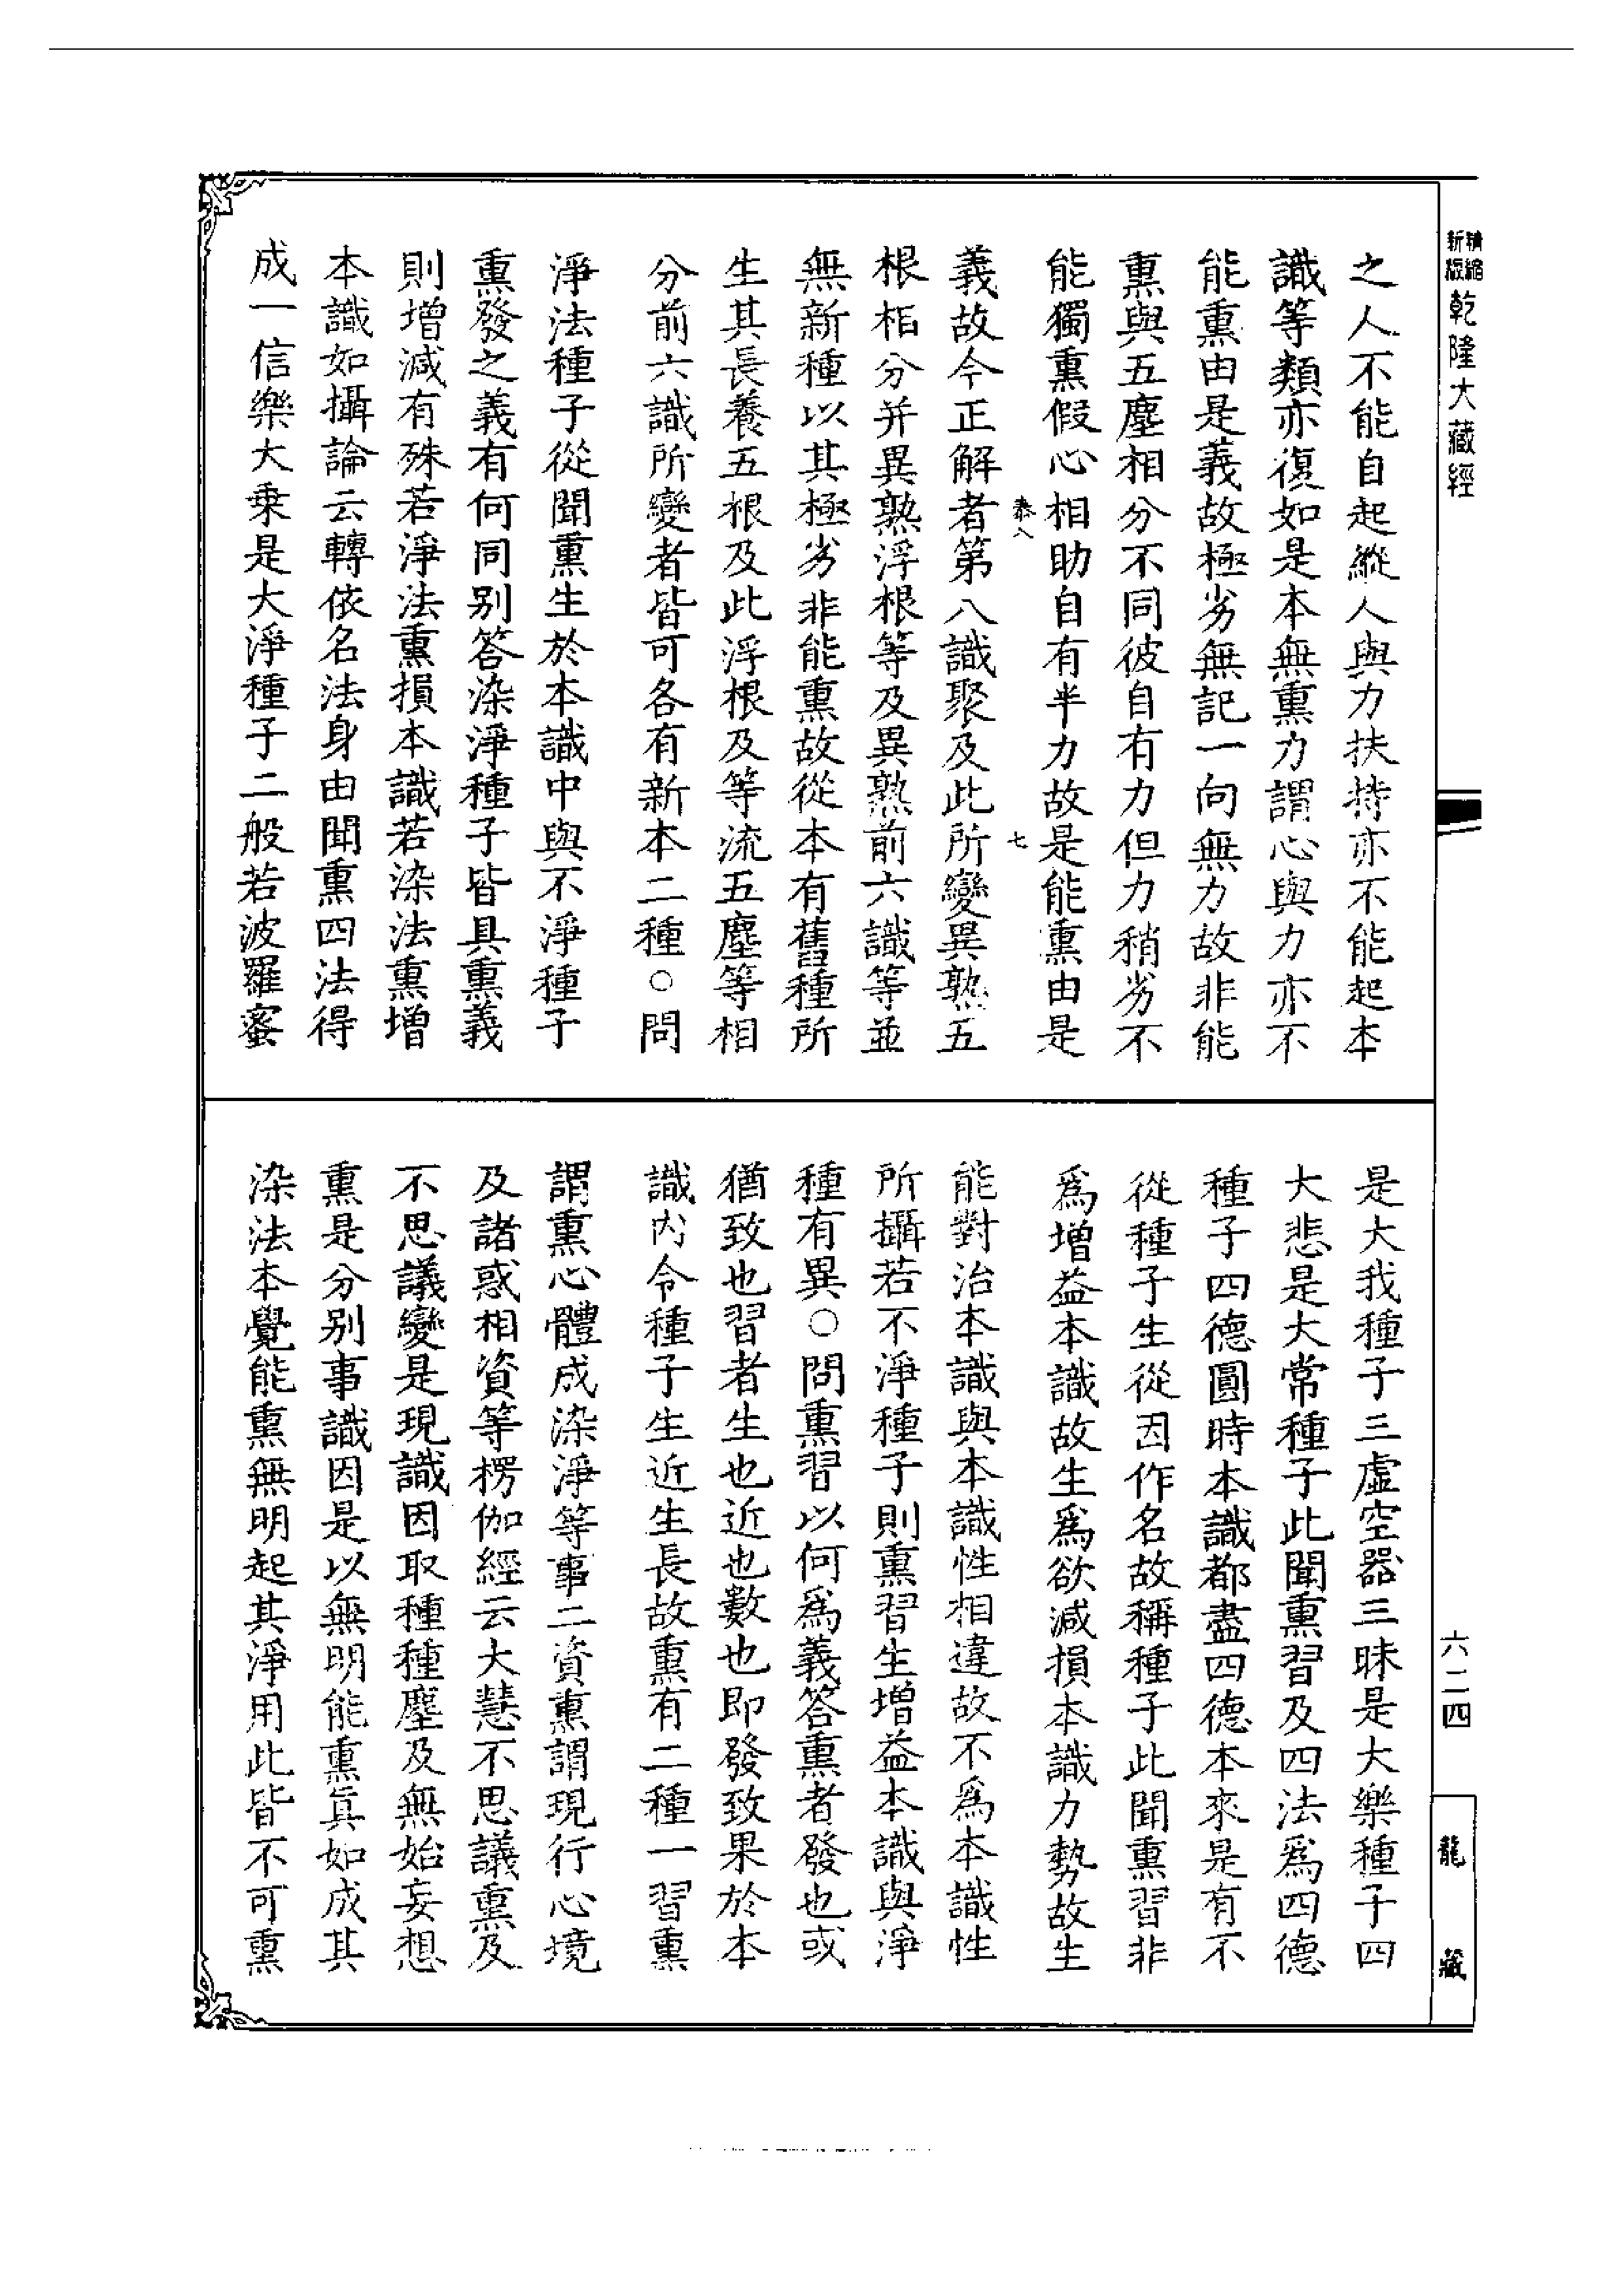 精縮
新版
乾隆大藏經
之人不能自起縱人與力扶持亦不能起本
識等類亦復如是本無熏力謂心與力亦不
能熏由是義故極劣無記一向無力故非能
熏與五塵相分不同彼自有力但力稍劣不
能獨熏假心相助自有半力故是能熏由是
七
義故今正解者第八識聚及此所變異熟五
根相分并異熟浮根等及異熟前六識等並
無新種以其極劣非能熏故從本有舊種所
生其長養五根及此浮根及等流五塵等相
分前六識所變者皆可各有新本二種○問
淨法種子從聞熏生於本識中與不淨種子
熏發之義有何同別答染淨種子皆具熏義
則增減有殊若淨法熏損本識若染法熏增
本識如攝論云轉依名法身由聞熏四法得
成一信樂大乘是大淨種子二般若波羅蜜
是大我種子三虛空器三昧是大樂種子四
大悲是大常種子此聞熏習及四法爲四德
種子四德圓時本識都盡四德本來是有不
從種子生從因作名故稱種子此聞熏習非
爲增益本識故生爲欲減損本識力勢故生
能對治本識與本識性相違故不爲本識性
所攝若不淨種子則熏習生增益本識與淨
種有異○問熏習以何爲義答熏者發也或
猶致也習者生也近也數也即發致果於本
識內令種子生近生長故熏有二種一習熏
謂熏心體成染淨等事二資熏謂現行心境
及諸惑相資等楞伽經云大慧不思議熏及
不思議變是現識因取種種塵及無始妄想
熏是分別事識因是以無明能熏眞如成其
染法本覺能熏無明起其淨用此皆不可熏
六二四
龍藏